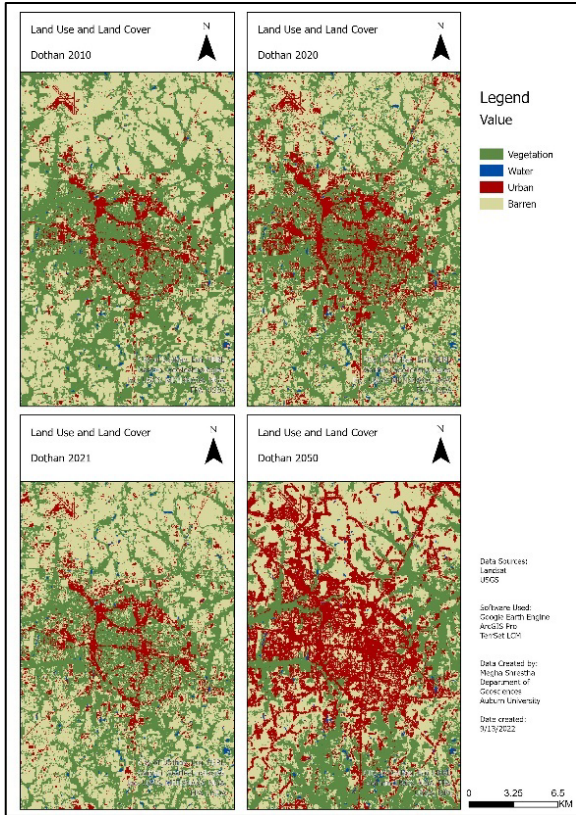 Land Use and Land Cover
Dothan 2010
N
Land Use and Land Cover
Dothan 2020
N
Legend
Value
Vegetation
Water
Urban
Barren
Land Use and Land Cover
Dothan 2021
N
Land Use and Land Cover
Dothan 2050
N
Data Sources:
Landsat
USGS
Software Used:
Google Earth Engine
ArcGIS Pro
TerrSet LCM
Data Created by:
Megha Shrestha
Department of
Geosciences
Auburn University
Date created:
9/13/2022
0 3.25 6.5
KM